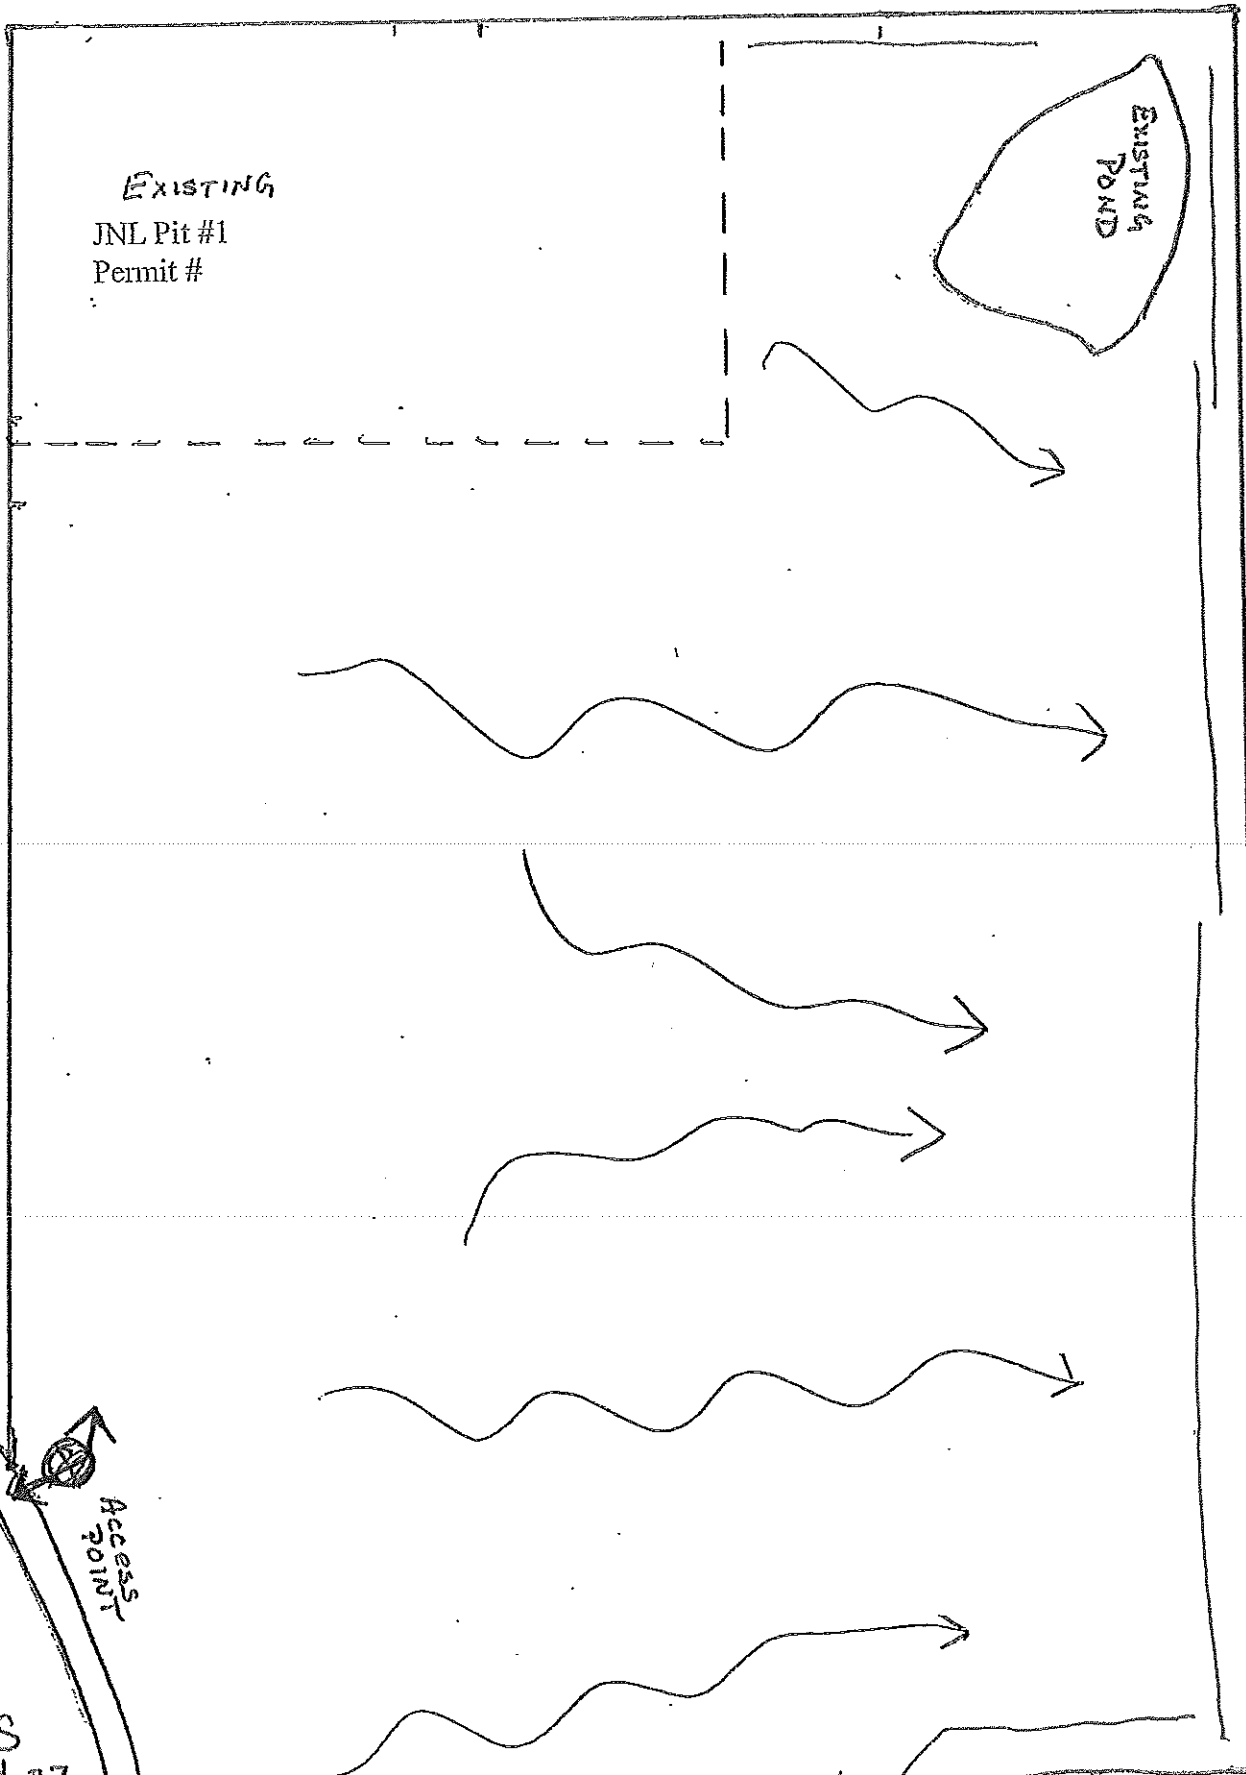 EXISTING
JNL Pit #1
Permit #
EXISTING
POND
ACCESS
POINT
S